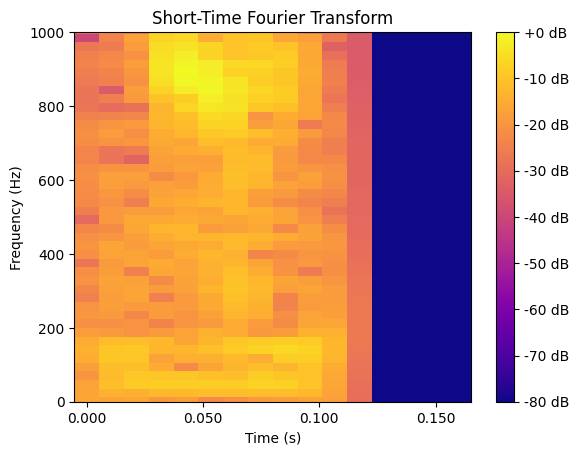 Short-Time Fourier Transform
1000
800
600
400
200
0
Frequency (Hz)
0.000
0.050
0.100
0.150
Time (s)
+0 dB
-10 dB
-20 dB
-30 dB
-40 dB
-50 dB
-60 dB
-70 dB
-80 dB